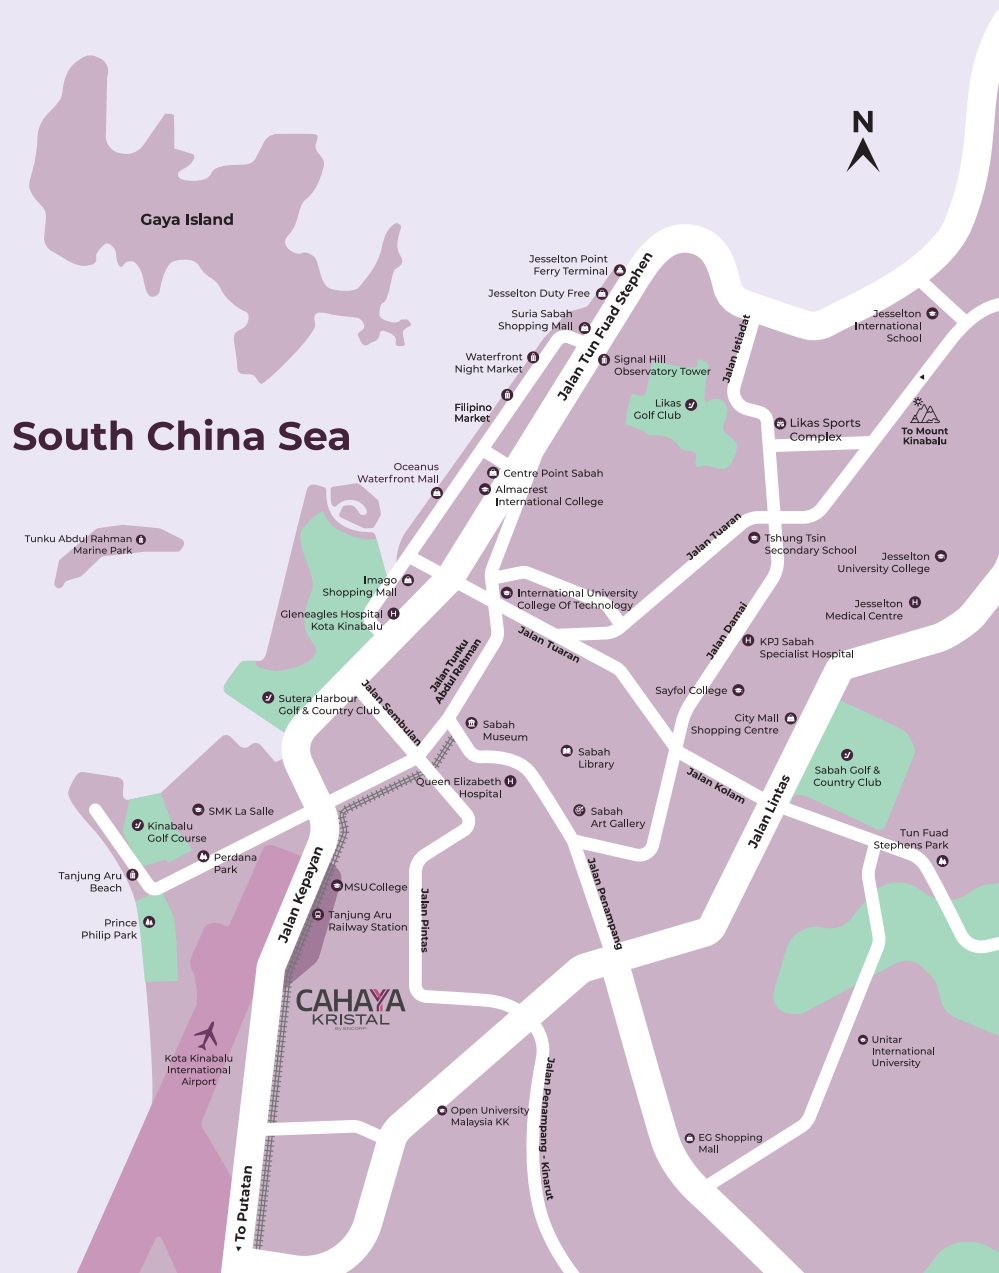 N
Gaya Island
South China Sea
Jesselton Point
Ferry Terminal
Jesselton Duty Free
Suria Sabah
Shopping Mall
Waterfront
Night Market
Filipino
Market
Jalan Tun Fuad Stephen
Signal Hill
Observatory Tower
Likas
Golf Club
Jalan Istiadat
Jesselton
International
School
Likas Sports
Complex
To Mount
Kinabalu
Oceanus
Waterfront Mall
Centre Point Sabah
Almacrest
International College
Tunku Abdul Rahman
Marine Park
Jalan Tuaran
Tshung Tsin
Secondary School
Jesselton
University College
Imago
Shopping Mall
International University
College Of Technology
Gleneagles Hospital
Kota Kinabalu
Jesselton
Medical Centre
Jalan Tuaran
Jalan Damai
KPJ Sabah
Specialist Hospital
Jalan Tunku
Abdul Rahman
Sayfol College
Sutera Harbour
Golf & Country Club
Jalan Sembulan
City Mall
Shopping Centre
Sabah
Museum
Sabah
Library
Sabah Golf &
Country Club
Queen Elizabeth
Hospital
Jalan Kolam
Jalan Lintas
SMK La Salle
Kinabalu
Golf Course
Sabah
Art Gallery
Tun Fuad
Stephens Park
Perdana
Park
Tanjung Aru
Beach
Jalan Kepayan
MSU College
Jalan Pintas
Jalan Penampang
Prince
Philip Park
Tanjung Aru
Railway Station
CAHAYA
KRISTAL
by ENCORP
Kota Kinabalu
International
Airport
Unitar
International
University
Jalan Penampang - Kinarut
Open University
Malaysia KK
EG Shopping
Mall
To Putatan